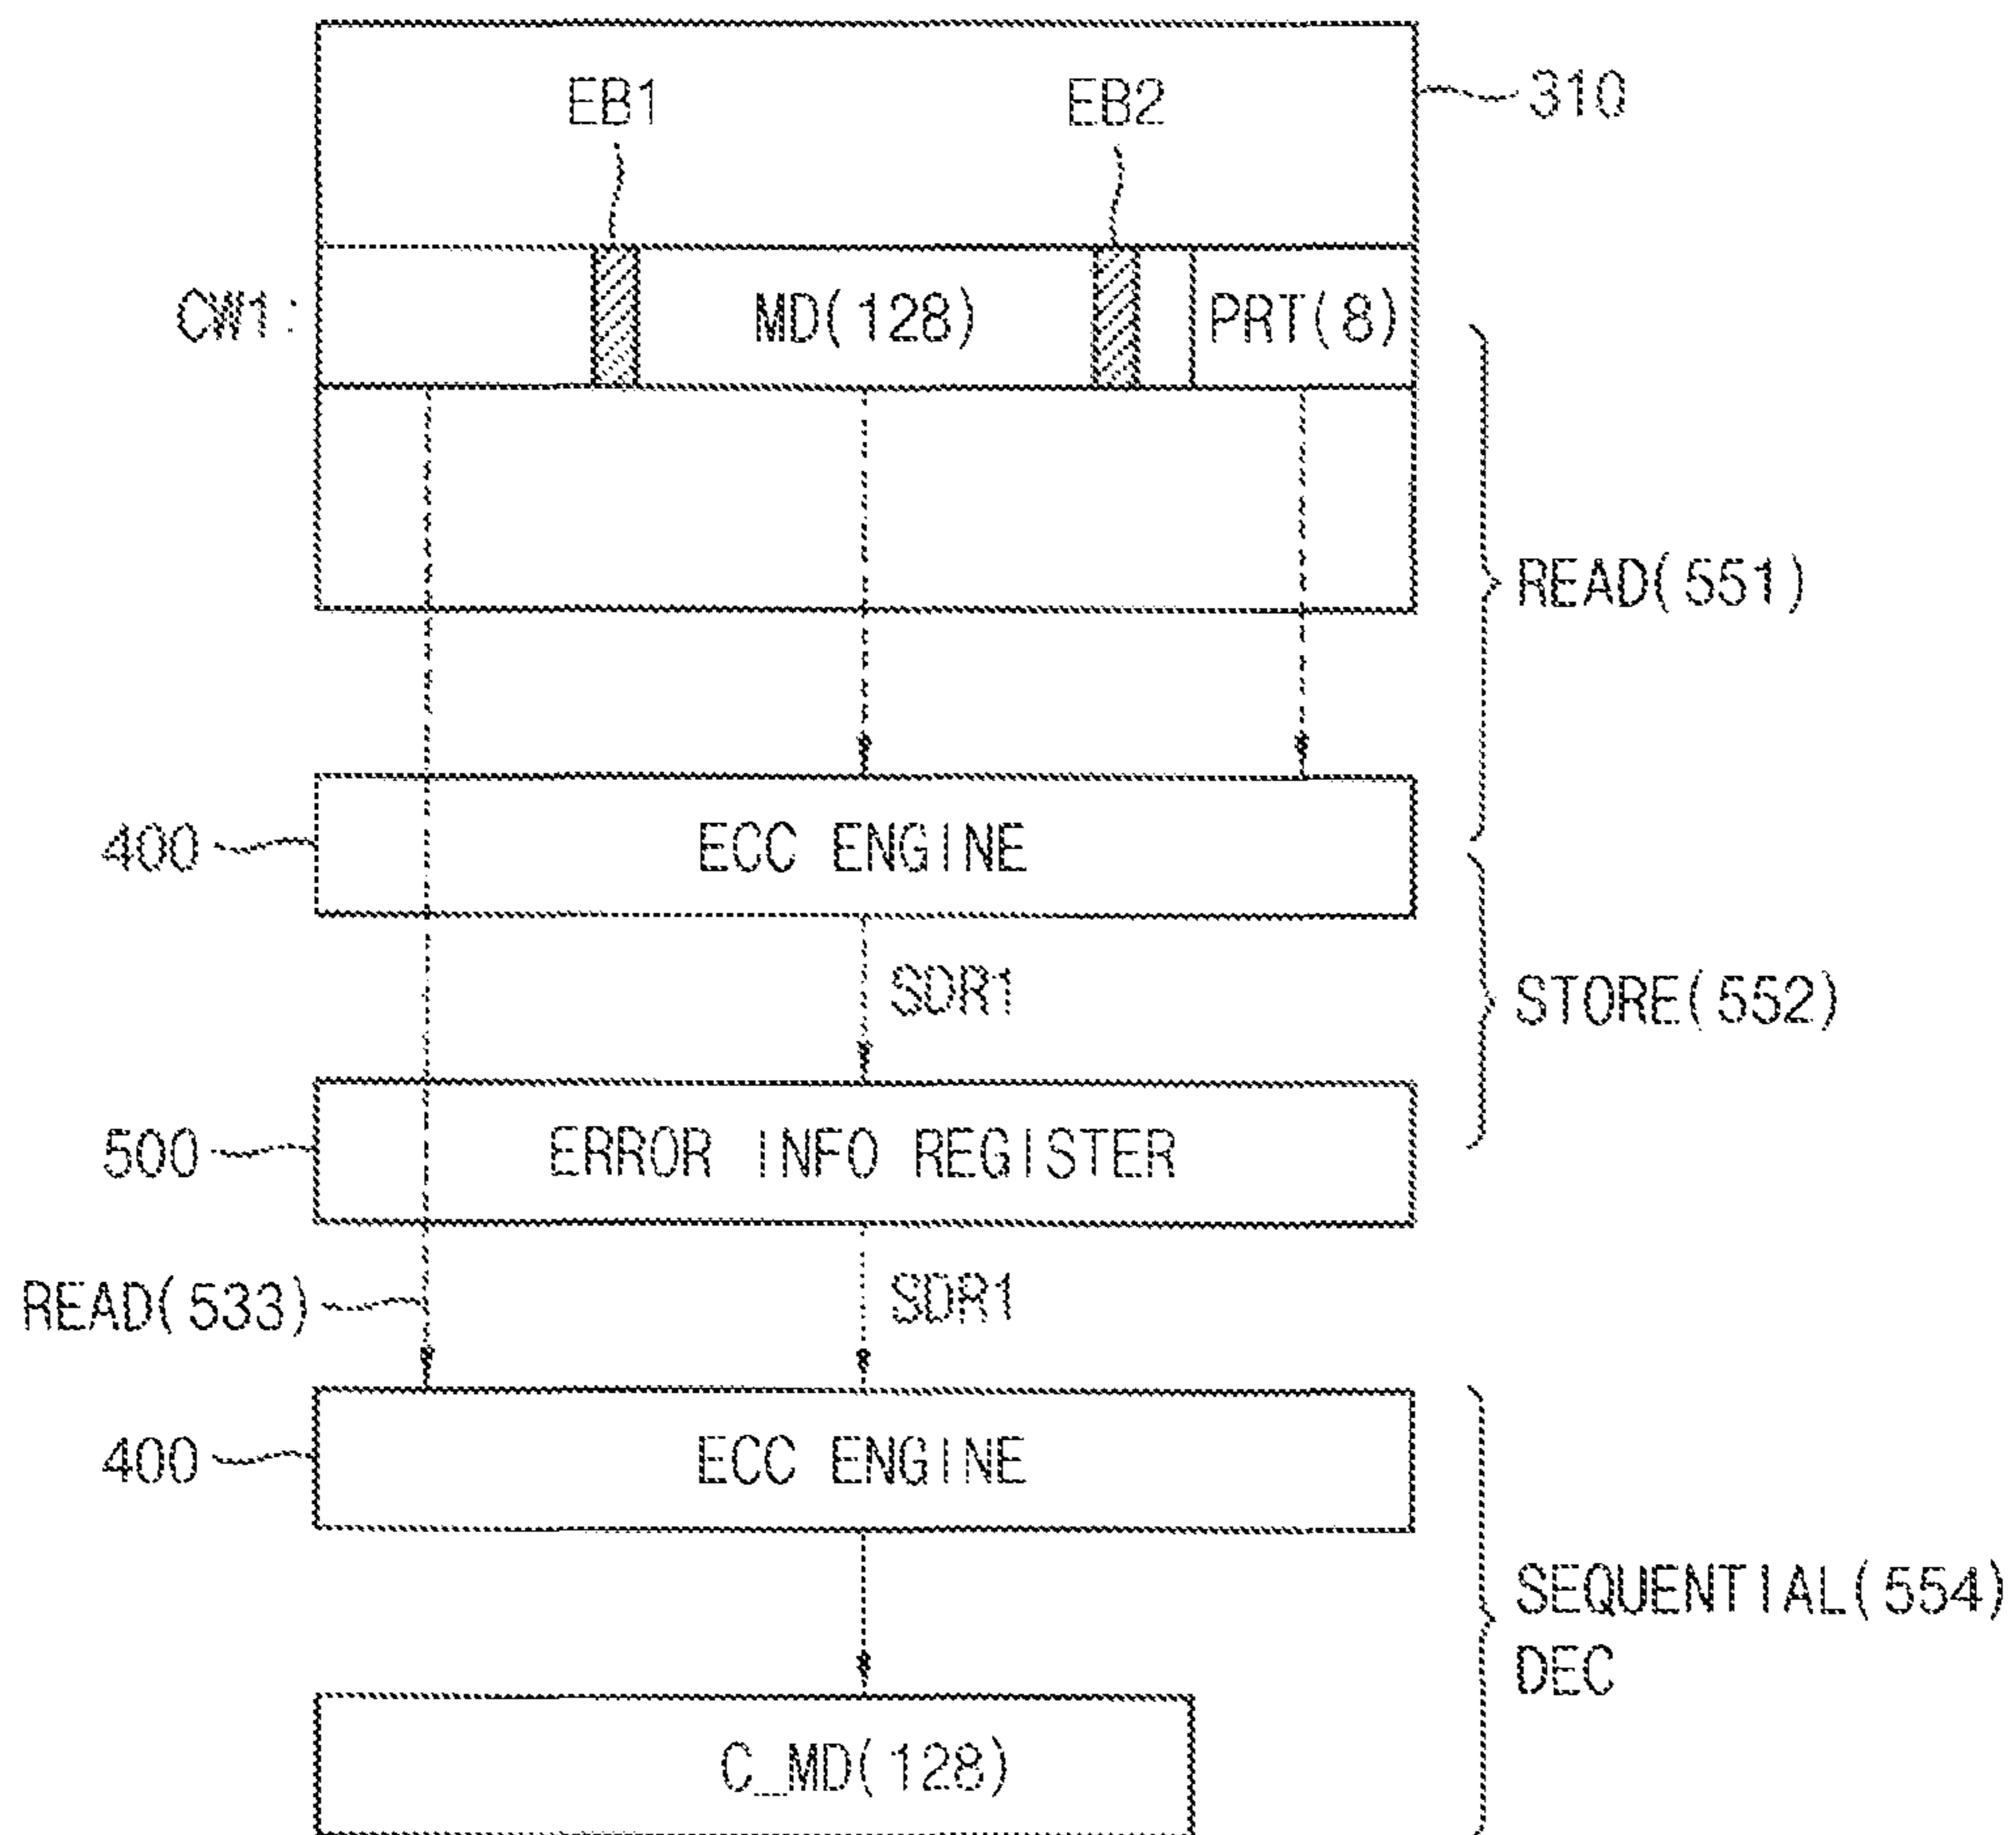 EB1 EB2 310
CW1: MD(128) PRT(8)
READ(551)
400 ECC ENGINE
SDR1
STORE(552)
500 ERROR INFO REGISTER
READ(533) SDR1
400 ECC ENGINE
SEQUENTIAL(554)
DEC
C_MD(128)